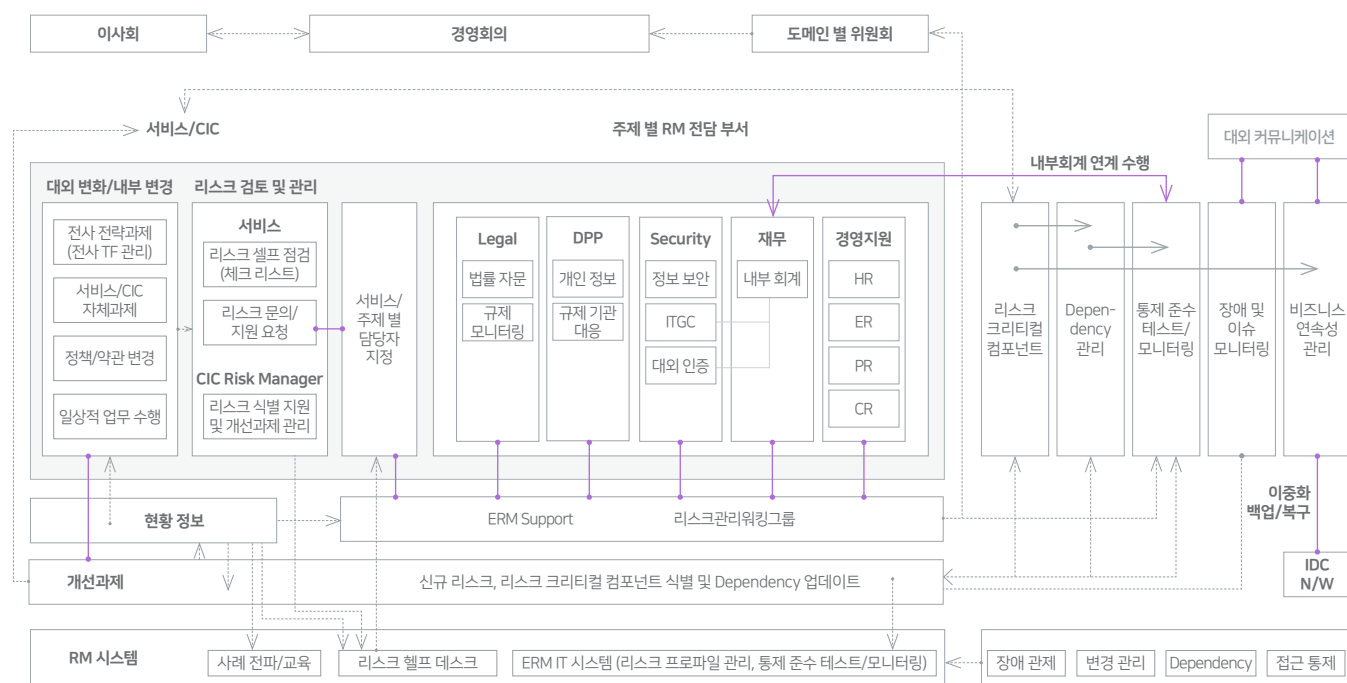 이사회
경영회의
도메인 별 위원회
서비스/CIC
주제 별 RM 전담 부서
대외 커뮤니케이션
내부회계 연계 수행
대외 변화/내부 변경
전사 전략과제
(전사 TF 관리)
서비스/CIC
자체과제
정책/약관 변경
일상적 업무 수행
리스크 검토 및 관리
서비스
리스크 셀프 점검
(체크 리스트)
리스크 문의/
지원 요청
CIC Risk Manager
리스크 식별 지원
및 개선과제 관리
서비스/
주제 별
담당자
지정
Legal
법률 자문
규제
모니터링
DPP
개인 정보
규제 기관
대응
Security
정보 보안
ITGC
대외 인증
재무
내부 회계
경영지원
HR
ER
PR
CR
리스크
크리티컬
컴포넌트
Depen-
dency
관리
통제 준수
테스트/
모니터링
장애 및
이슈
모니터링
비즈니스
연속성
관리
이중화
백업/복구
IDC
N/W
현황 정보
ERM Support
리스크관리워킹그룹
개선과제
신규 리스크, 리스크 크리티컬 컴포넌트 식별 및 Dependency 업데이트
RM 시스템
사례 전파/교육
리스크 헬프 데스크
ERM IT 시스템 (리스크 프로파일 관리, 통제 준수 테스트/모니터링)
장애 관제
변경 관리
Dependency
접근 통제